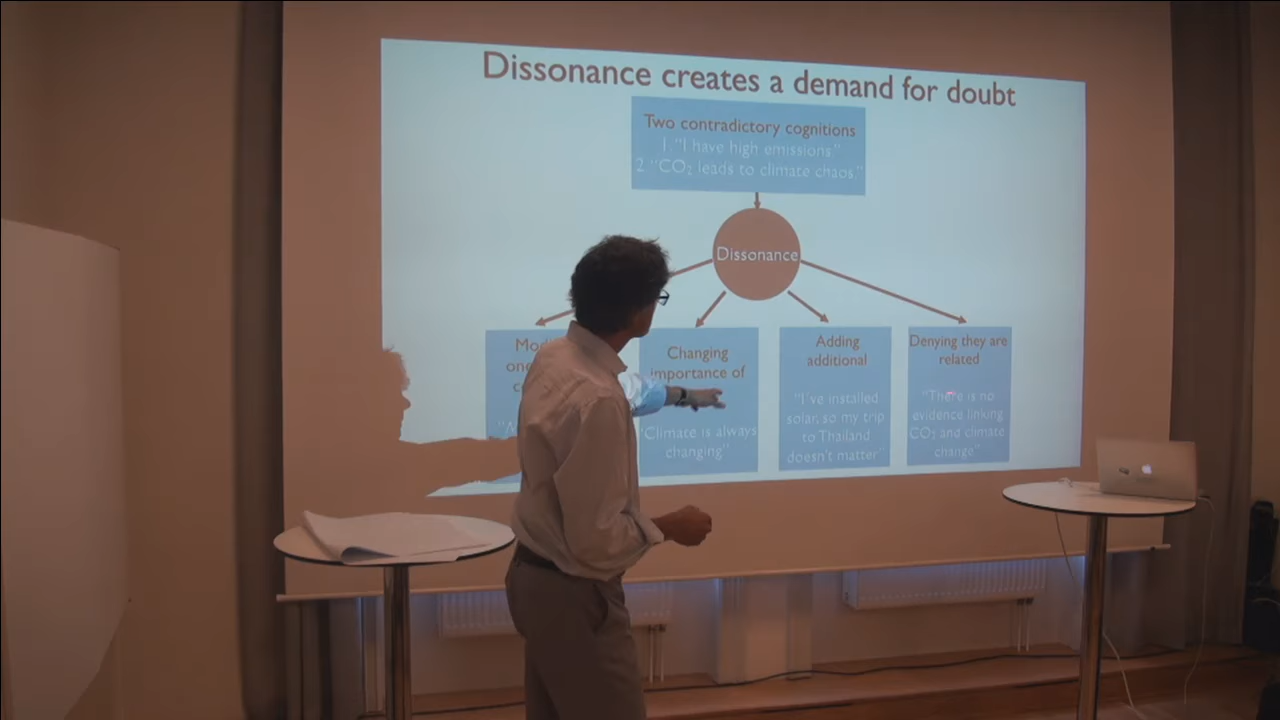 Dissonance creates a demand for doubt
Two contradictory cognitions
1. "I have high emissions."
2 "CO₂ leads to climate chaos."
Dissonance
Changing
importance of
"Climate is always
changing"
Adding
additional
"I've installed
solar, so my trip
to Thailand
doesn't matter"
Denying they are
related
"There is no
evidence linking
CO₂ and climate
change"